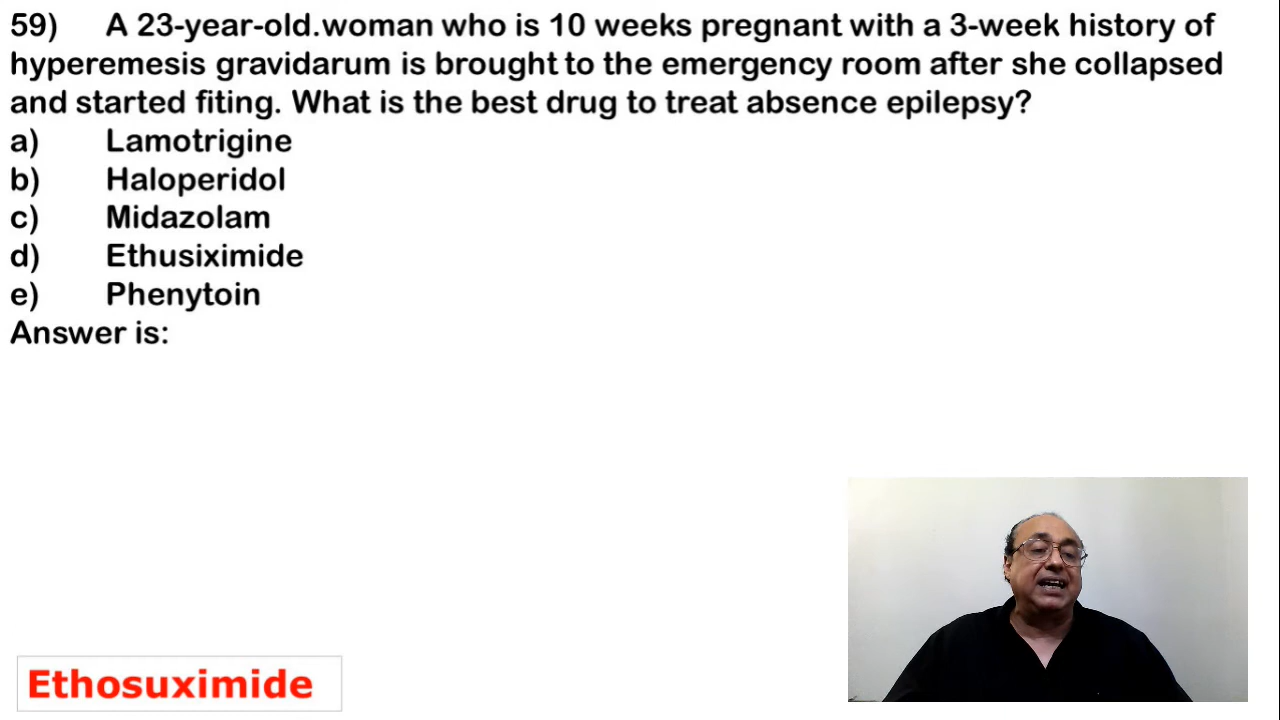 59) A 23-year-old.woman who is 10 weeks pregnant with a 3-week history of
hyperemesis gravidarum is brought to the emergency room after she collapsed
and started fiting. What is the best drug to treat absence epilepsy?
a) Lamotrigine
b) Haloperidol
c) Midazolam
d) Ethusiximide
e) Phenytoin
Answer is:
Ethosuximide